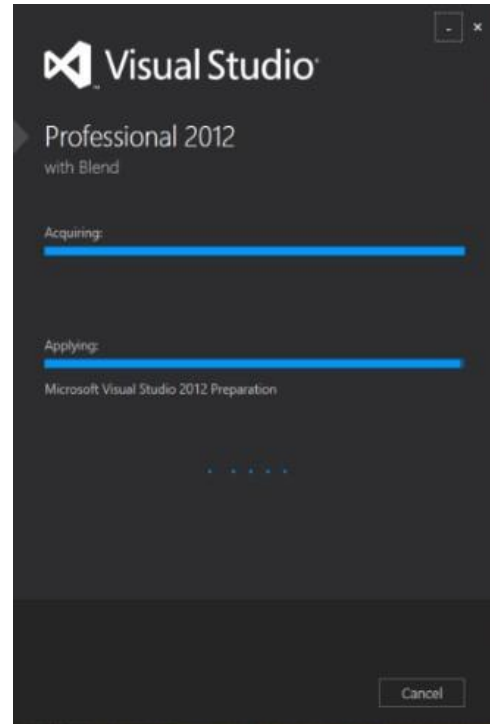 Visual Studio
Professional 2012
with Blend
Acquiring:
Applying:
Microsoft Visual Studio 2012 Preparation
Cancel